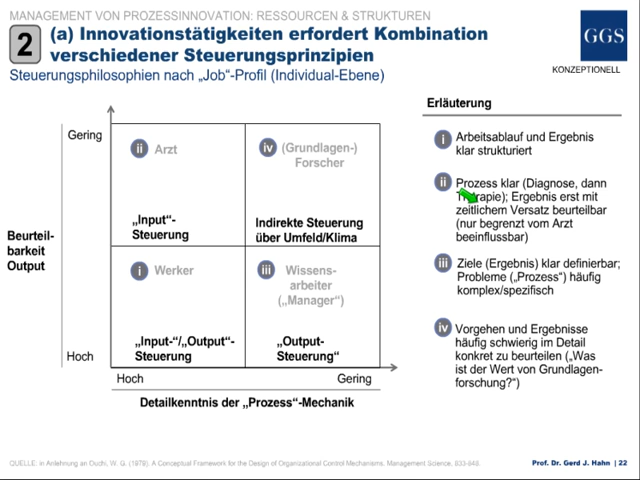 MANAGEMENT VON PROZESSINNOVATION: RESSOURCEN & STRUKTUREN
2
(a) Innovationstätigkeiten erfordert Kombination
verschiedener Steuerungsprinzipien
Steuerungsphilosophien nach „Job“-Profil (Individual-Ebene)
GGS
KONZEPTIONELL
Beurteil-
barkeit
Output
Gering
Hoch
ii Arzt
„Input“-
Steuerung
iv (Grundlagen-)
Forscher
Indirekte Steuerung
über Umfeld/Klima
i Werker
„Input-“/„Output“-
Steuerung
iii Wissens-
arbeiter
(„Manager“)
„Output-
Steuerung“
Hoch
Gering
Detailkenntnis der „Prozess“-Mechanik
Erläuterung
i Arbeitsablauf und Ergebnis
klar strukturiert
ii Prozess klar (Diagnose, dann
Therapie); Ergebnis erst mit
zeitlichem Versatz beurteilbar
(nur begrenzt vom Arzt
beeinflussbar)
iii Ziele (Ergebnis) klar definierbar;
Probleme („Prozess“) häufig
komplex/spezifisch
iv Vorgehen und Ergebnisse
häufig schwierig im Detail
konkret zu beurteilen („Was
ist der Wert von Grundlagen-
forschung?“)
QUELLE: In Anlehnung an Ouchi, W. G. (1979). A Conceptual Framework for the Design of Organizational Control Mechanisms. Management Science, 833-848.
Prof. Dr. Gerd J. Hahn | 22